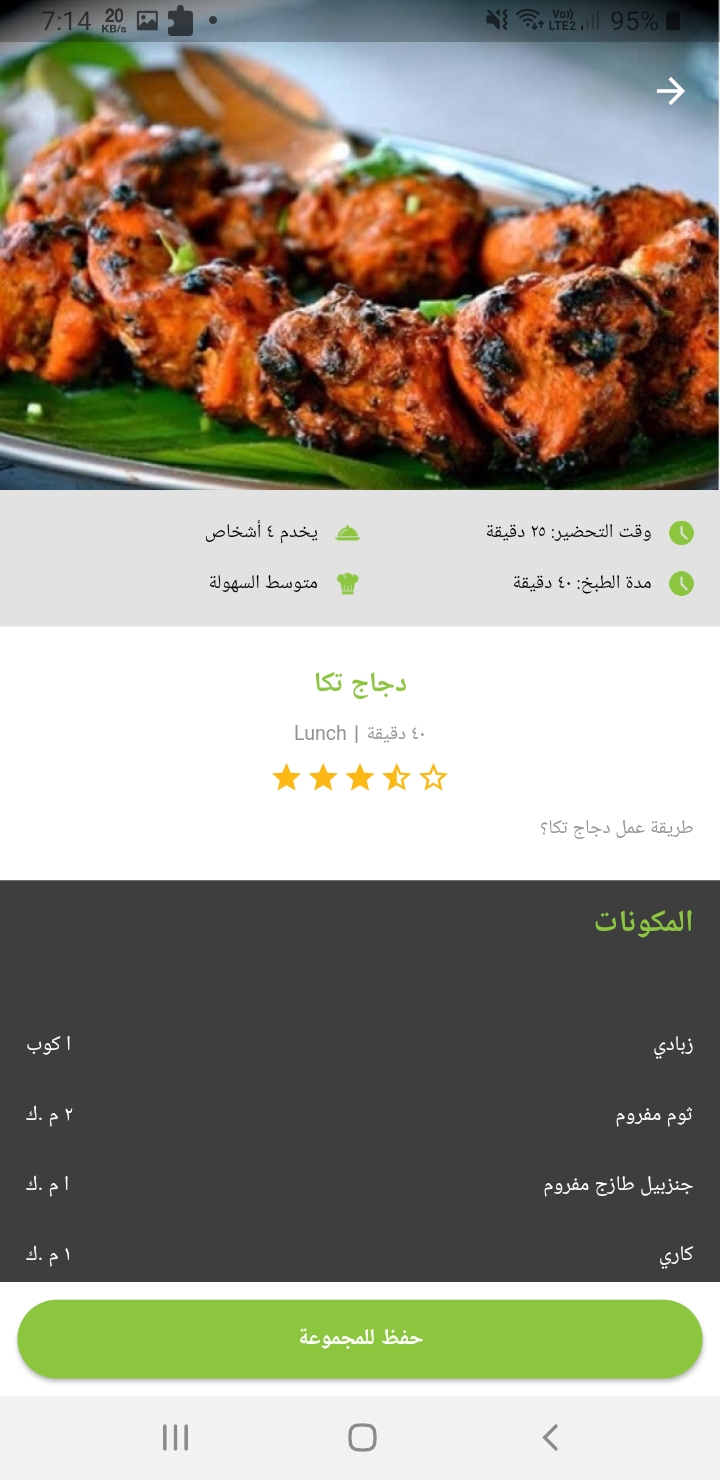 7:14 20 KB/s Vo)) LTE2 95%
وقت التحضير: ٢٥ دقيقة
يخدم ٤ أشخاص
مدة الطبخ: ٤٠ دقيقة
متوسط السهولة
دجاج تكا
٤٠ دقيقة | Lunch
طريقة عمل دجاج تكا؟
المكونات
زبادي ا كوب
ثوم مفروم ٢ م .ك
جنزبيل طازج مفروم ا م .ك
كاري ١ م .ك
حفظ للمجموعة